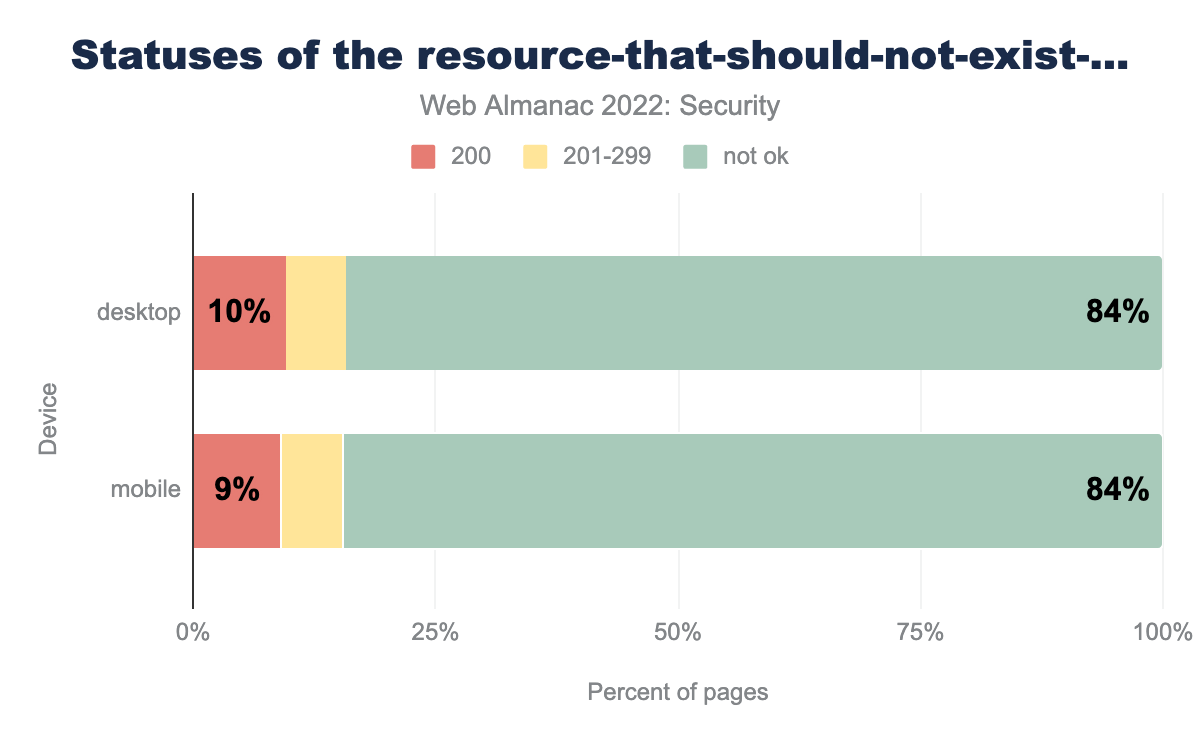 Statuses of the resource-that-should-not-exist-...
Web Almanac 2022: Security
200 201-299 not ok
desktop 10% 84%
Device
mobile 9% 84%
0% 25% 50% 75% 100%
Percent of pages